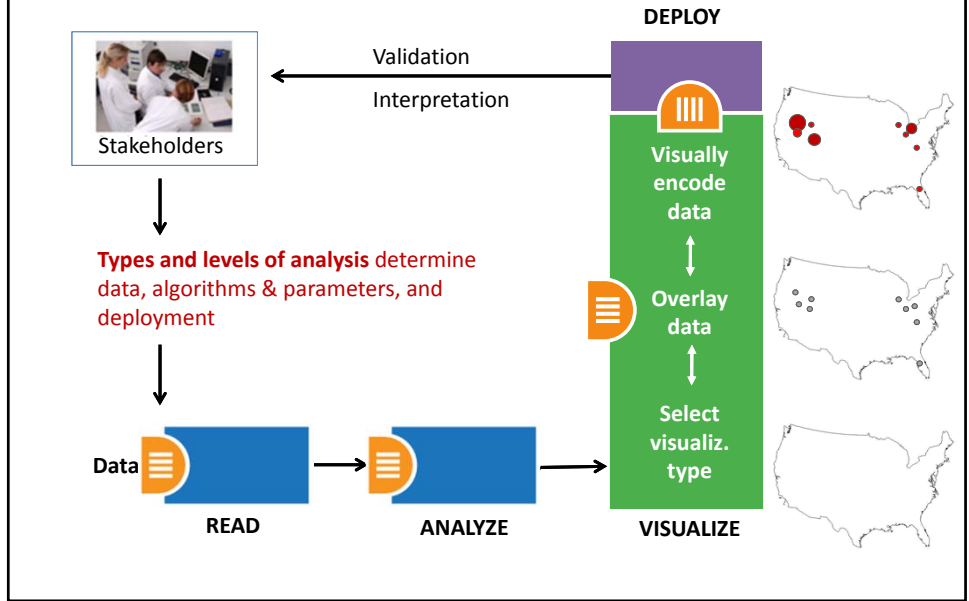 DEPLOY
Validation
Interpretation
Stakeholders
Types and levels of analysis determine
data, algorithms & parameters, and
deployment
Visually
encode
data
Overlay
data
Select
visualiz.
type
Data
READ
ANALYZE
VISUALIZE